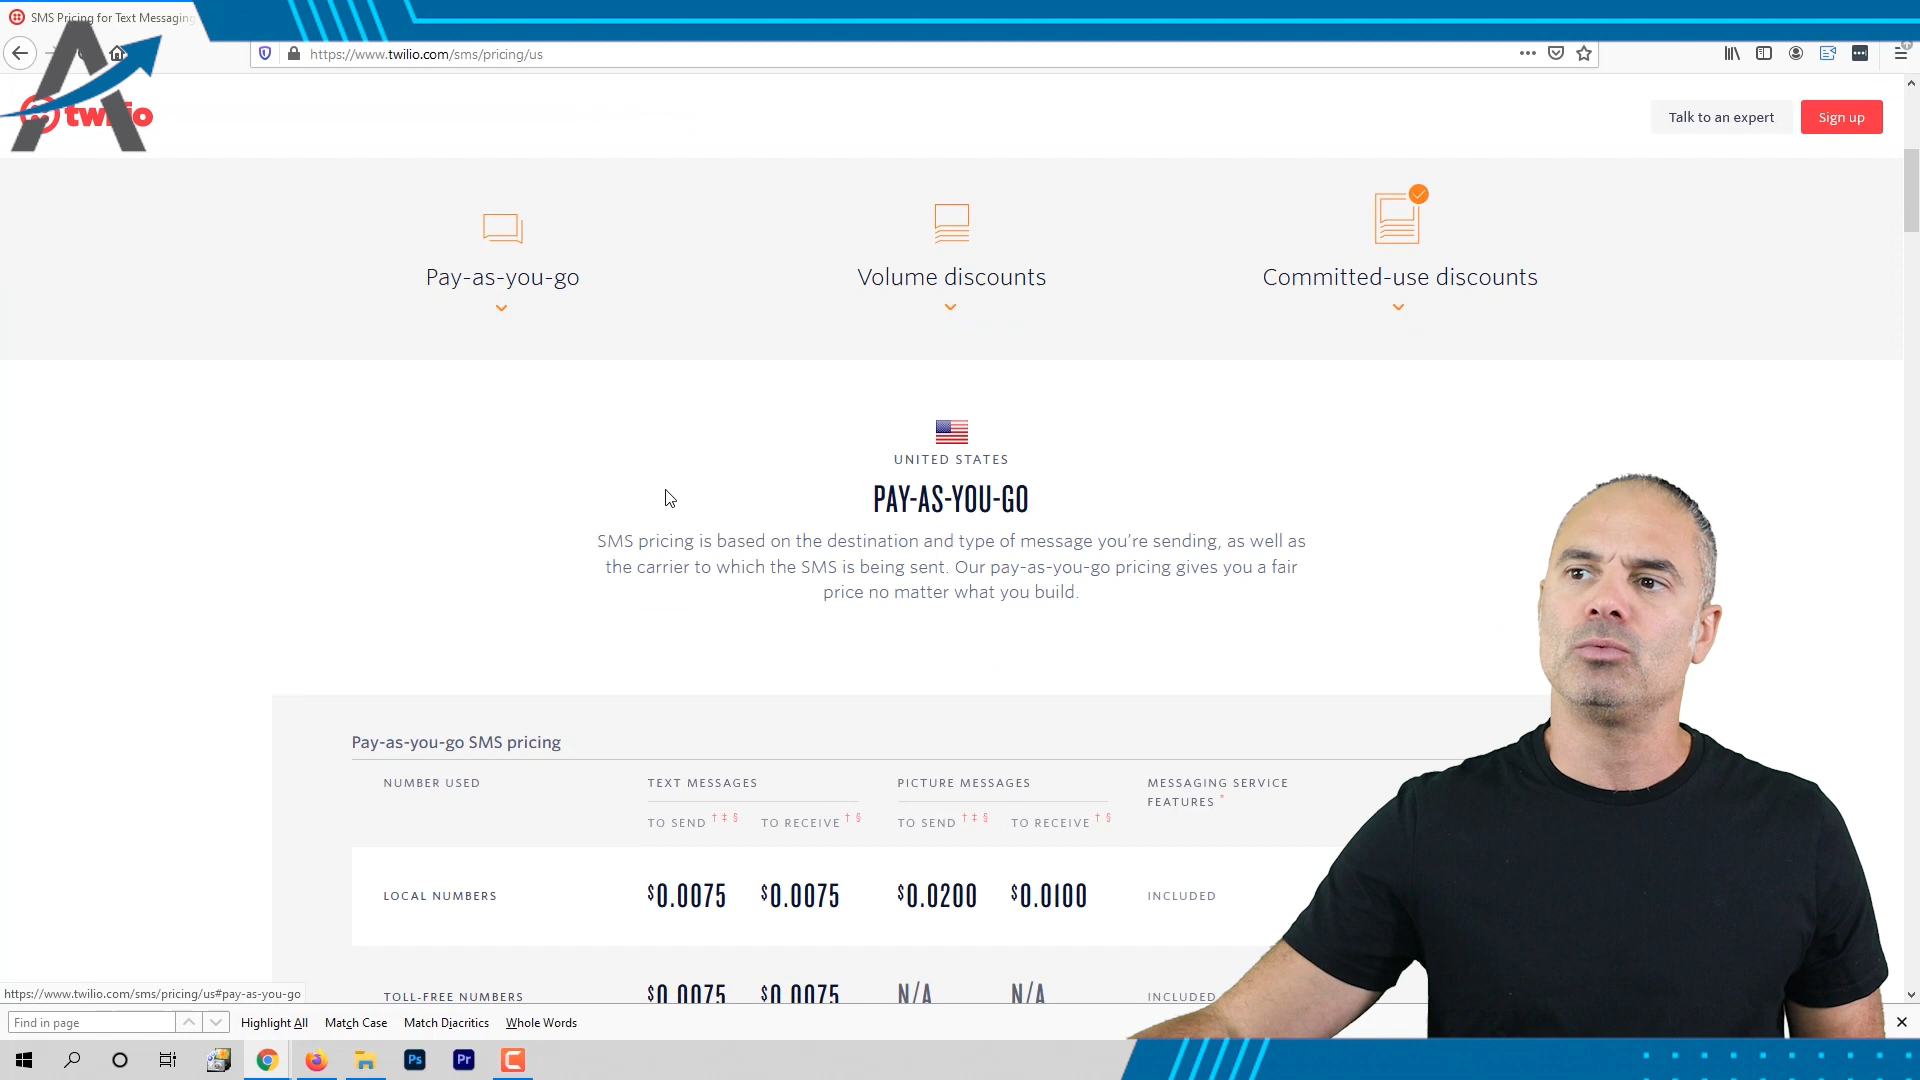 SMS Pricing for Text Messaging
https://www.twilio.com/sms/pricing/us
twilio
Talk to an expert
Sign up
Pay-as-you-go
Volume discounts
Committed-use discounts
UNITED STATES
PAY-AS-YOU-GO
SMS pricing is based on the destination and type of message you're sending, as well as
the carrier to which the SMS is being sent. Our pay-as-you-go pricing gives you a fair
price no matter what you build.
Pay-as-you-go SMS pricing
NUMBER USED
TEXT MESSAGES
PICTURE MESSAGES
MESSAGING SERVICE
FEATURES *
TO SEND † ‡ §
TO RECEIVE † §
TO SEND † ‡ §
TO RECEIVE † §
LOCAL NUMBERS
$0.0075
$0.0075
$0.0200
$0.0100
INCLUDED
TOLL-FREE NUMBERS
$0.0075
$0.0075
N/A
N/A
INCLUDED
https://www.twilio.com/sms/pricing/us#pay-as-you-go
Find in page
Highlight All
Match Case
Match Diacritics
Whole Words
Ps
Pr